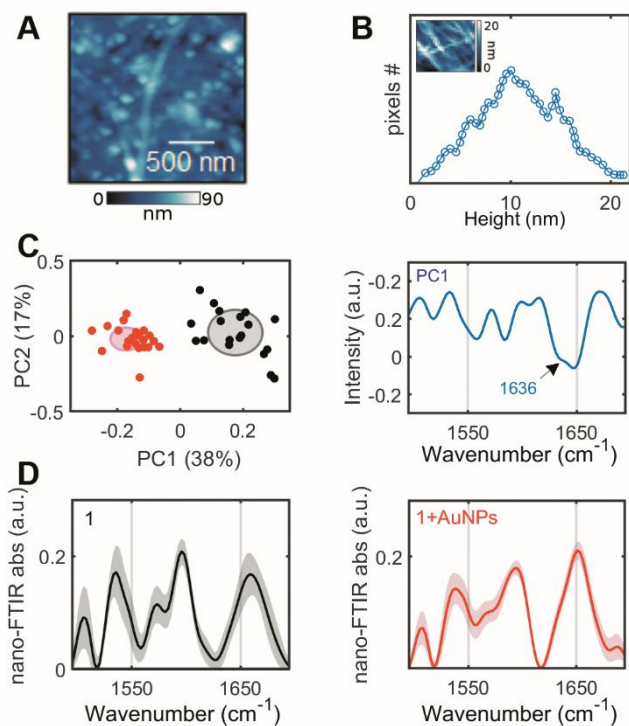 A
500 nm
0 90
nm
B
20
nm
0
pixels #
0 10 20
Height (nm)
C
0.5
0
-0.5
PC2 (17%)
-0.2 0.2
PC1 (38%)
PC1
-0.2
0.2
0
-0.2
Intensity (a.u.)
1636
1550 1650
Wavenumber (cm⁻¹)
D
1
0.2
0
nano-FTIR abs (a.u.)
1550 1650
Wavenumber (cm⁻¹)
1+AuNPs
0.2
0
nano-FTIR abs (a.u.)
1550 1650
Wavenumber (cm⁻¹)